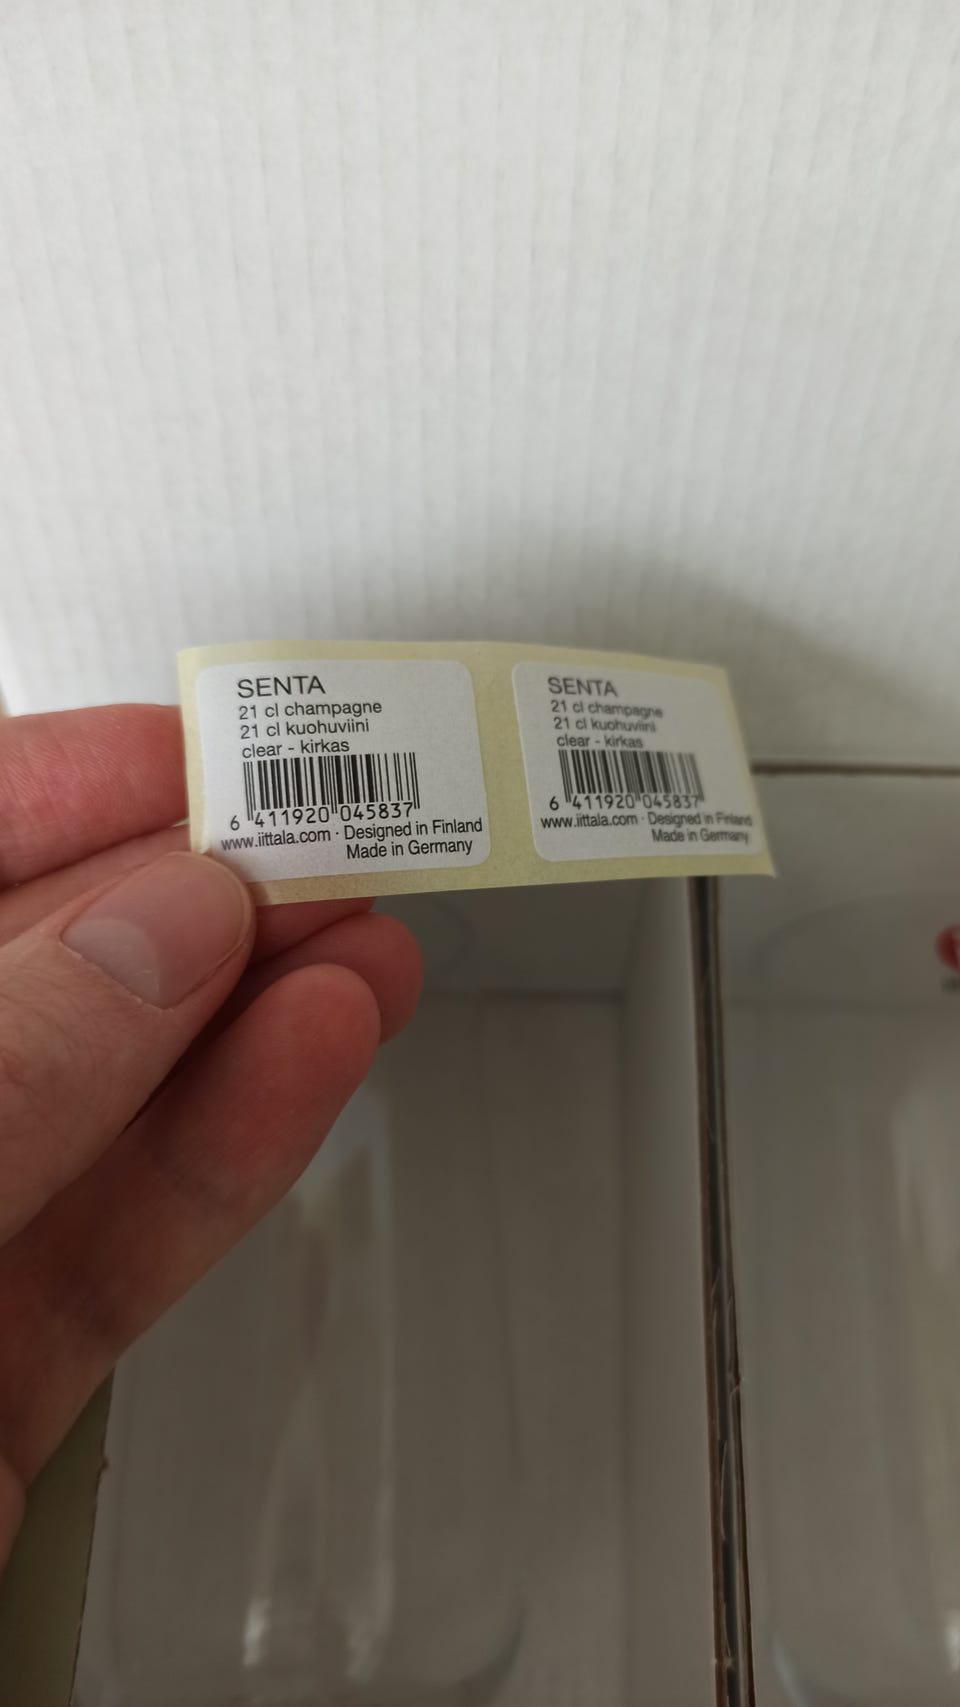 SENTA
21 cl champagne
21 cl kuohuviini
clear - kirkas
6 411920 045837
www.iittala.com · Designed in Finland
Made in Germany
SENTA
21 cl champagne
21 cl kuohuviini
clear - kirkas
6 411920 045837
www.iittala.com · Designed in Finland
Made in Germany